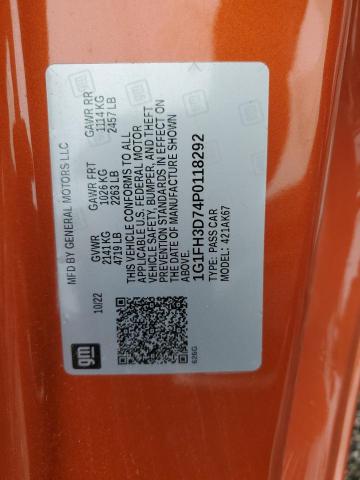 MFD BY GENERAL MOTORS LLC
10/22
GVWR
2141 KG
4719 LB
GAWR FRT
1026 KG
2263 LB
GAWR RR
1114 KG
2457 LB
THIS VEHICLE CONFORMS TO ALL
APPLICABLE U.S. FEDERAL MOTOR
VEHICLE SAFETY, BUMPER, AND THEFT
PREVENTION STANDARDS IN EFFECT ON
THE DATE OF MANUFACTURE SHOWN
ABOVE.
1G1FH3D74P0118292
TYPE: PASS CAR
MODEL: 421AK67
gm
626G